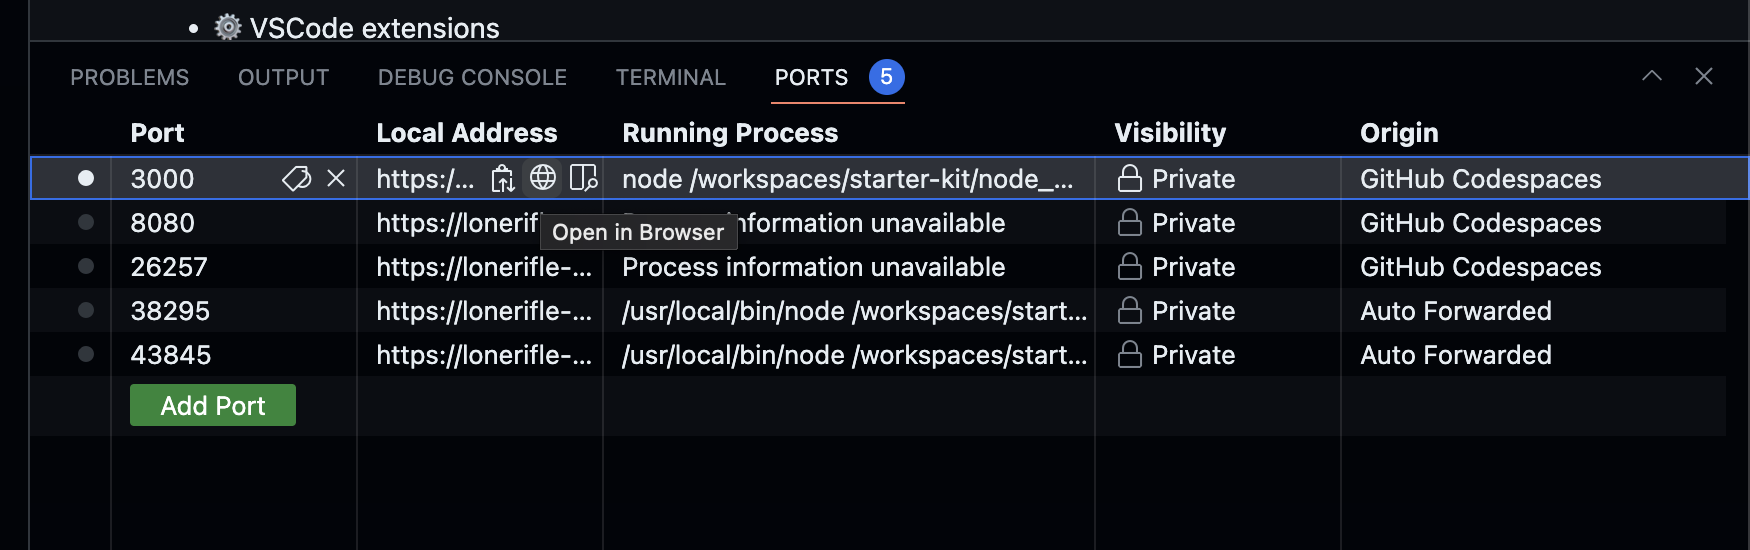 • ⚙️ VSCode extensions
PROBLEMS OUTPUT DEBUG CONSOLE TERMINAL PORTS 5
Port Local Address Running Process Visibility Origin
3000 https:/... node /workspaces/starter-kit/node_... Private GitHub Codespaces
8080 https://lonerifl nformation unavailable Private GitHub Codespaces
Open in Browser
26257 https://lonerifle-... Process information unavailable Private GitHub Codespaces
38295 https://lonerifle-... /usr/local/bin/node /workspaces/start... Private Auto Forwarded
43845 https://lonerifle-... /usr/local/bin/node /workspaces/start... Private Auto Forwarded
Add Port